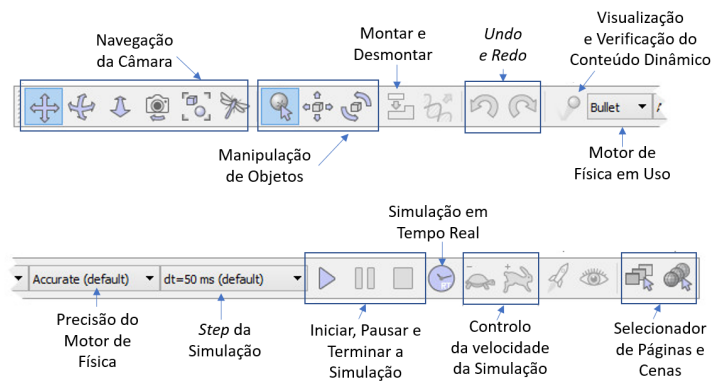 Navegação
da Câmara
Montar e
Desmontar
Undo
e Redo
Visualização
e Verificação do
Conteúdo Dinâmico
Bullet
Manipulação
de Objetos
Motor de
Física em Uso
Simulação em
Tempo Real
Accurate (default)
dt=50 ms (default)
Precisão do
Motor de
Física
Step da
Simulação
Iniciar, Pausar e
Terminar a
Simulação
Controlo
da velocidade
da Simulação
Selecionador
de Páginas e
Cenas